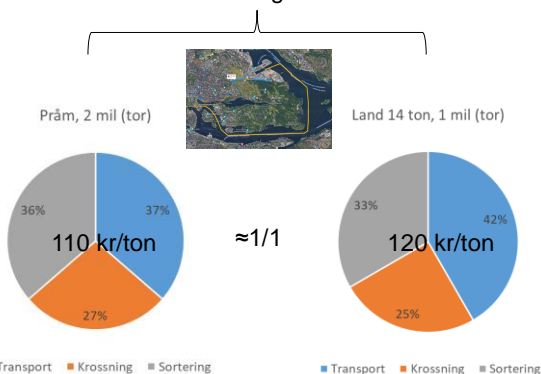 Pråm, 2 mil (tor)
Land 14 ton, 1 mil (tor)
36%
37%
110 kr/ton
27%
≈1/1
33%
42%
120 kr/ton
25%
Transport Krossning Sortering
Transport Krossning Sortering